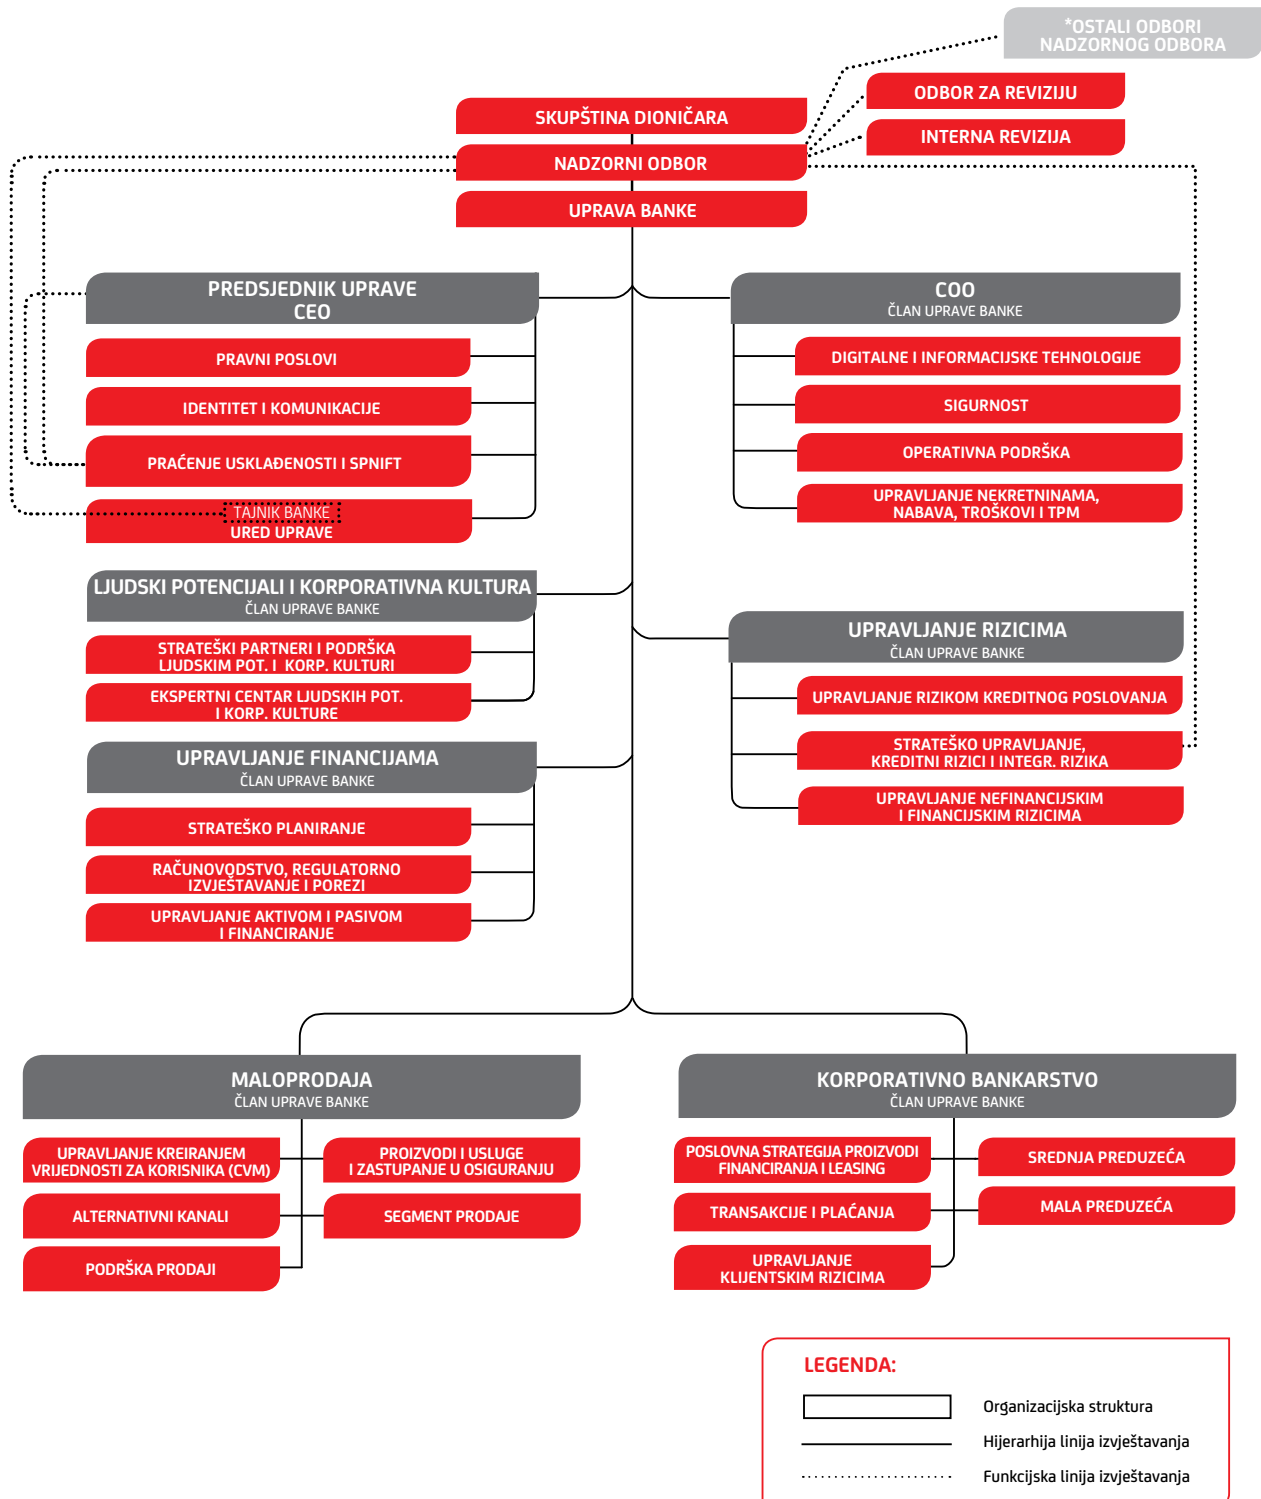 *OSTALI ODBORI
NADZORNOG ODBORA
ODBOR ZA REVIZIJU
INTERNA REVIZIJA
SKUPŠTINA DIONIČARA
NADZORNI ODBOR
UPRAVA BANKE
PREDSJEDNIK UPRAVE
CEO
PRAVNI POSLOVI
IDENTITET I KOMUNIKACIJE
PRAĆENJE USKLAĐENOSTI I SPNIFT
TAJNIK BANKE
URED UPRAVE
COO
ČLAN UPRAVE BANKE
DIGITALNE I INFORMACIJSKE TEHNOLOGIJE
SIGURNOST
OPERATIVNA PODRŠKA
UPRAVLJANJE NEKRETNINAMA,
NABAVA, TROŠKOVI I TPM
LJUDSKI POTENCIJALI I KORPORATIVNA KULTURA
ČLAN UPRAVE BANKE
STRATEŠKI PARTNERI I PODRŠKA
LJUDSKIM POT. I KORP. KULTURI
EKSPERTNI CENTAR LJUDSKIH POT.
I KORP. KULTURE
UPRAVLJANJE RIZICIMA
ČLAN UPRAVE BANKE
UPRAVLJANJE RIZIKOM KREDITNOG POSLOVANJA
STRATEŠKO UPRAVLJANJE,
KREDITNI RIZICI I INTEGR. RIZIKA
UPRAVLJANJE NEFINANCIJSKIM
I FINANCIJSKIM RIZICIMA
UPRAVLJANJE FINANCIJAMA
ČLAN UPRAVE BANKE
STRATEŠKO PLANIRANJE
RAČUNOVODSTVO, REGULATORNO
IZVJEŠTAVANJE I POREZI
UPRAVLJANJE AKTIVOM I PASIVOM
I FINANCIRANJE
MALOPRODAJA
ČLAN UPRAVE BANKE
UPRAVLJANJE KREIRANJEM
VRIJEDNOSTI ZA KORISNIKA (CVM)
PROIZVODI I USLUGE
I ZASTUPANJE U OSIGURANJU
ALTERNATIVNI KANALI
SEGMENT PRODAJE
PODRŠKA PRODAJI
KORPORATIVNO BANKARSTVO
ČLAN UPRAVE BANKE
POSLOVNA STRATEGIJA PROIZVODI
FINANCIRANJA I LEASING
SREDNJA PREDUZEĆA
TRANSAKCIJE I PLAĆANJA
MALA PREDUZEĆA
UPRAVLJANJE
KLIJENTSKIM RIZICIMA
LEGENDA:
Organizacijska struktura
Hijerarhija linija izvještavanja
Funkcijska linija izvještavanja